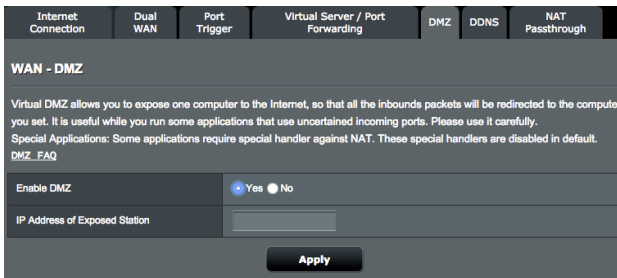 Internet Connection
Dual WAN
Port Trigger
Virtual Server / Port Forwarding
DMZ
DDNS
NAT Passthrough
WAN - DMZ
Virtual DMZ allows you to expose one computer to the Internet, so that all the inbounds packets will be redirected to the compute
you set. It is useful while you run some applications that use uncertained incoming ports. Please use it carefully.
Special Applications: Some applications require special handler against NAT. These special handlers are disabled in default.
DMZ FAQ
Enable DMZ
Yes No
IP Address of Exposed Station
Apply